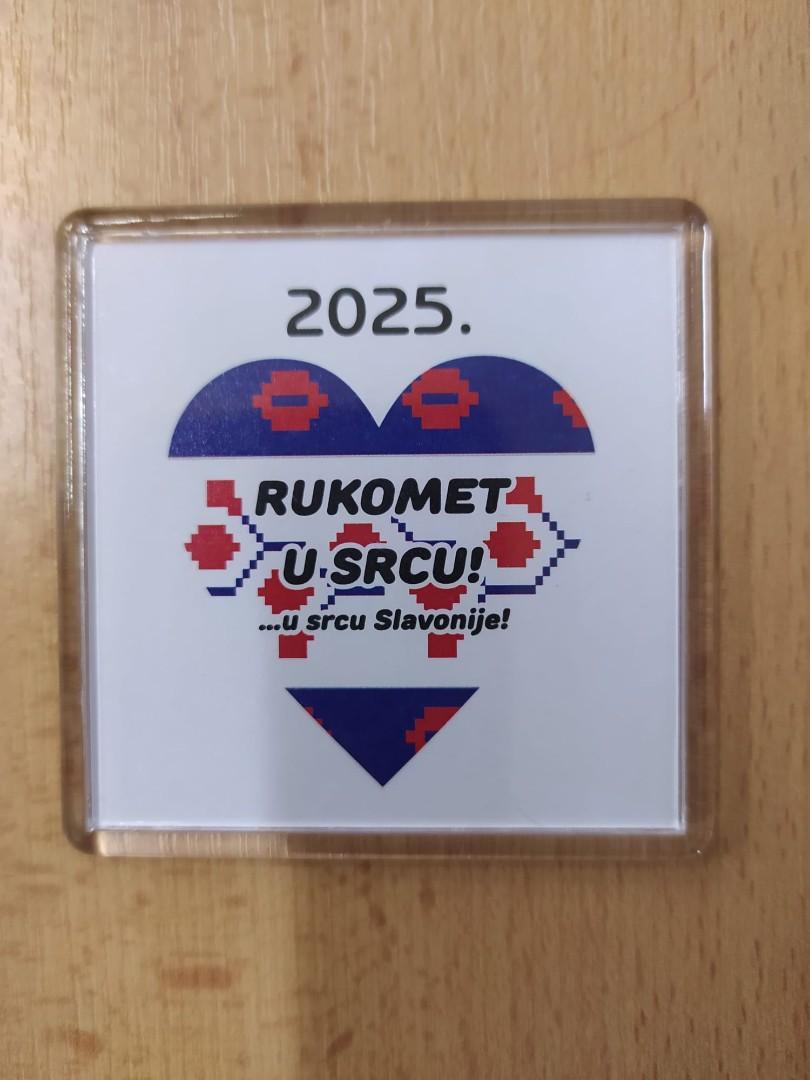 2025.
RUKOMET
U SRCU!
...u srcu Slavonije!